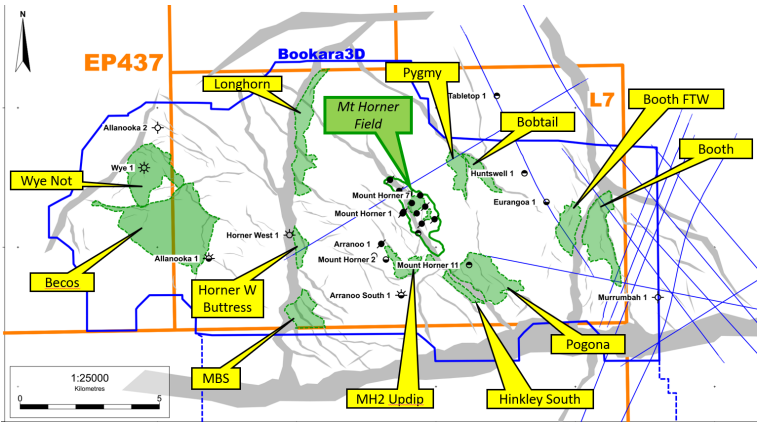 N
EP437
Bookara3D
Longhorn
Pygmy
Mt Horner
Field
Tabletop 1
L7
Booth FTW
Allanooka 2
Bobtail
Booth
Wye 1
Huntswell 1
Wye Not
Mount Horner 7
Eurangoa 1
Mount Horner 1
Horner West 1
Arranoo 1
Mount Horner 2
Allanooka 1
Mount Horner 11
Becos
Horner W
Buttress
Arranoo South 1
Murrumbah 1
Pogona
MBS
MH2 Updip
Hinkley South
1:25000
Kilometres
0
5